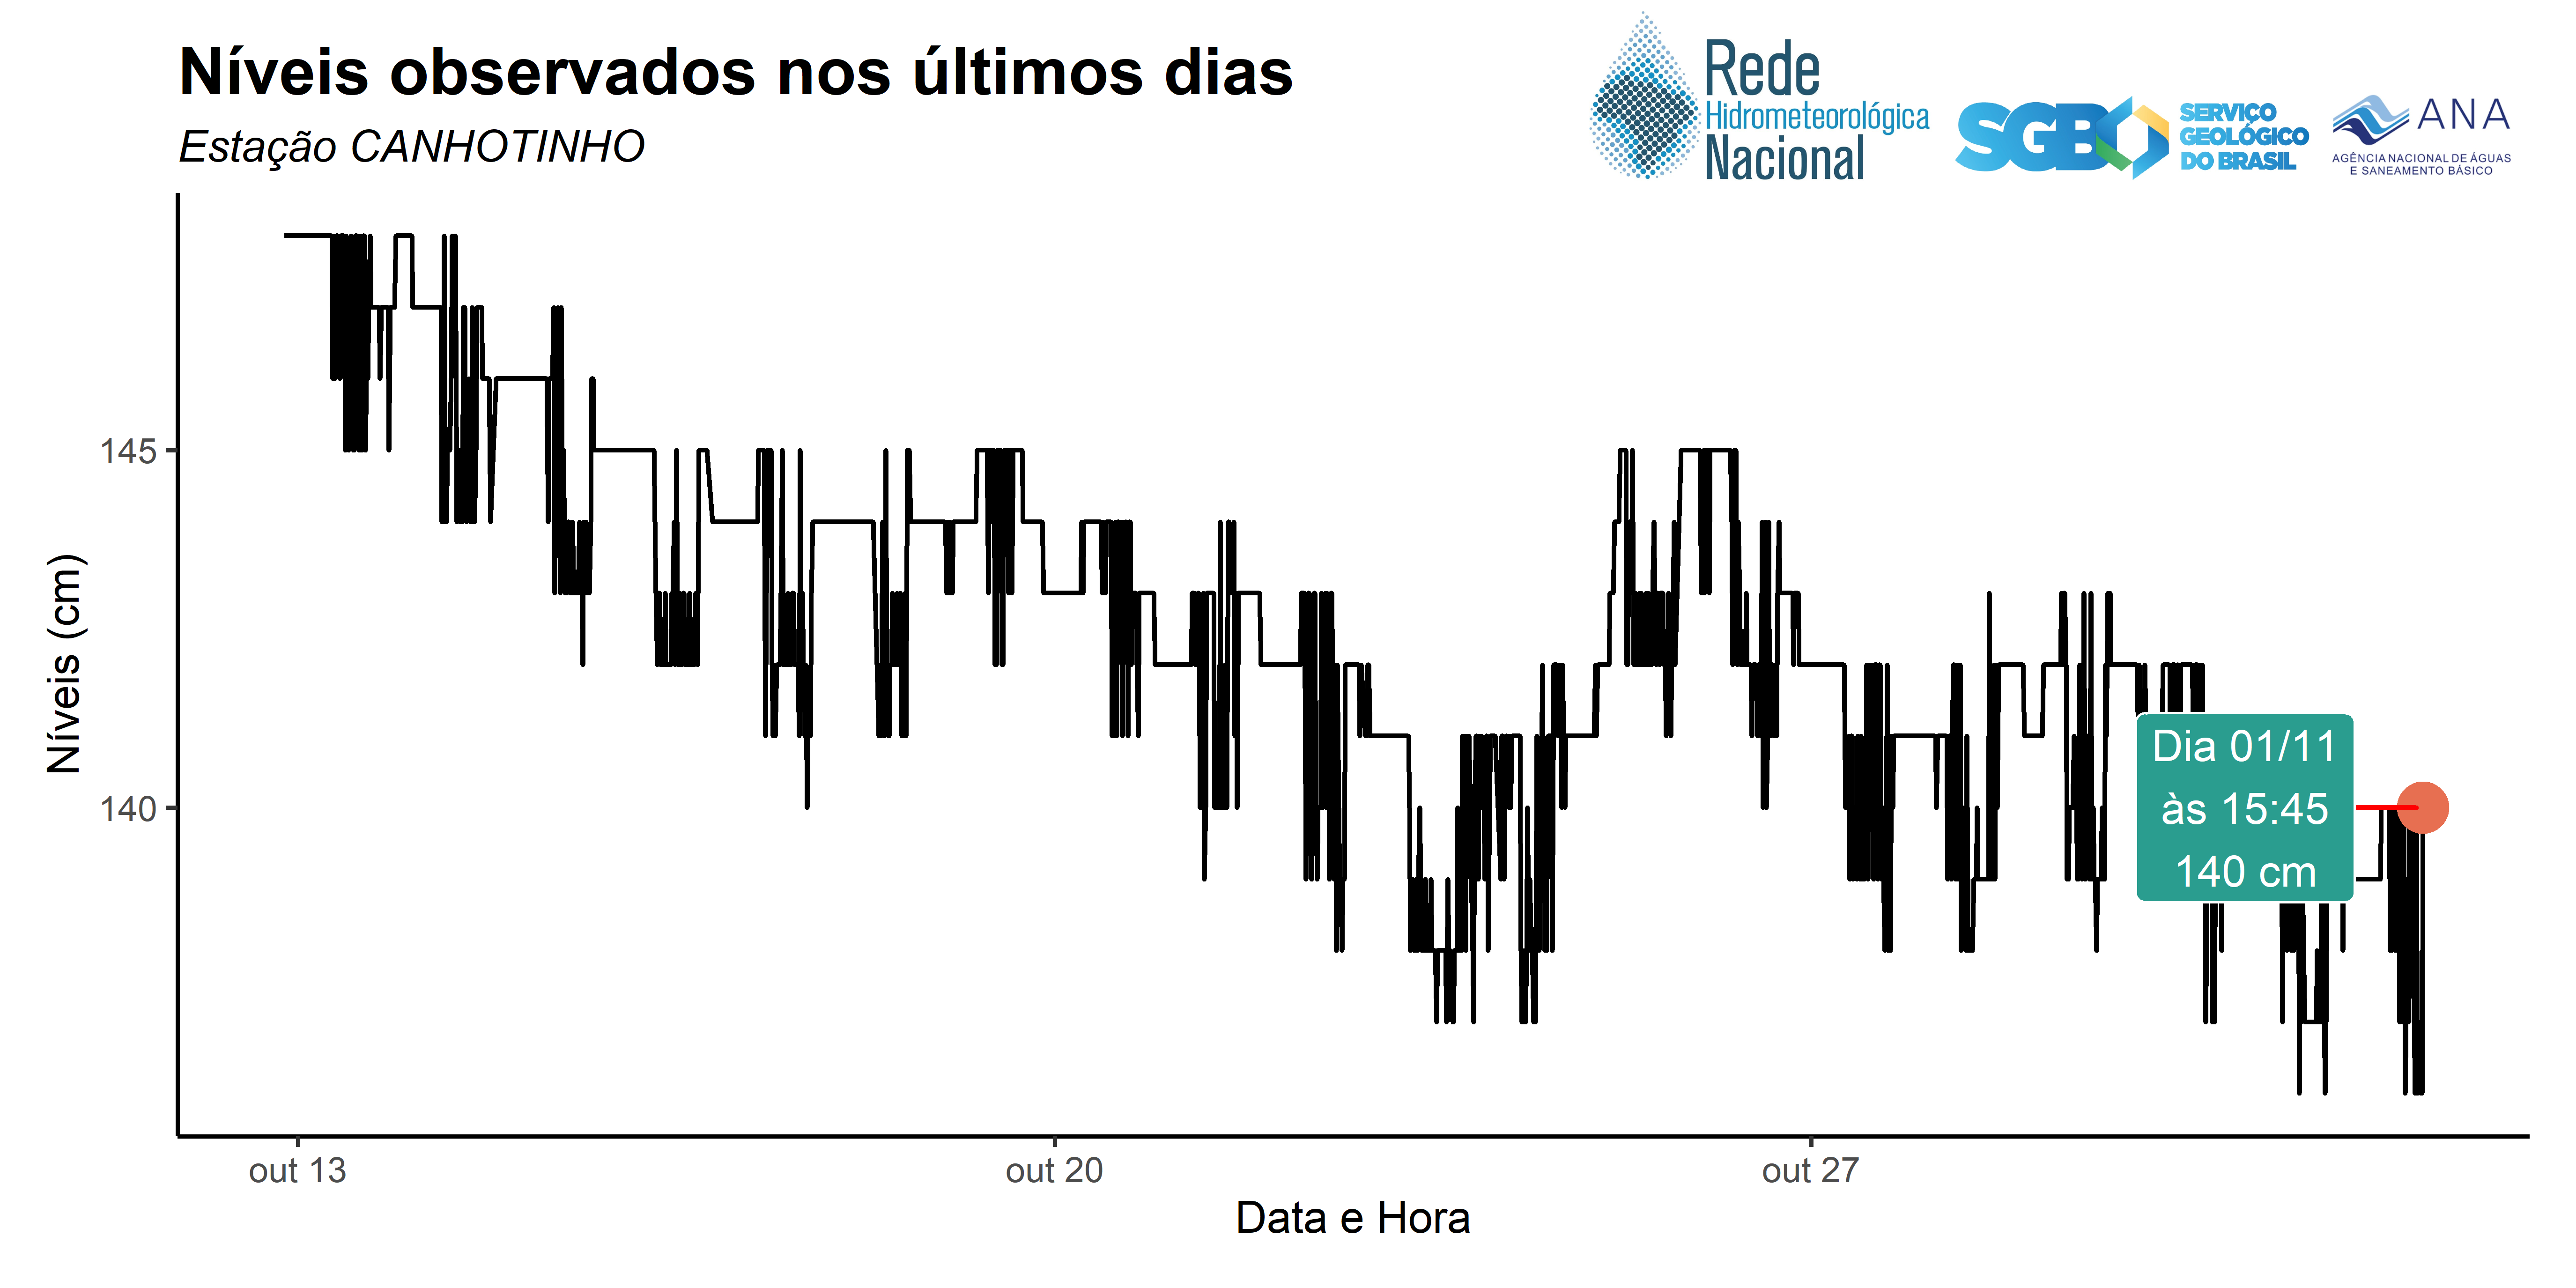 Níveis observados nos últimos dias
Estação CANHOTINHO
Rede
Hidrometeorológica
Nacional
SGB
SERVIÇO
GEOLÓGICO
DO BRASIL
ANA
AGÊNCIA NACIONAL DE ÁGUAS
E SANEAMENTO BÁSICO
Níveis (cm)
145
140
Dia 01/11
às 15:45
140 cm
out 13
out 20
out 27
Data e Hora